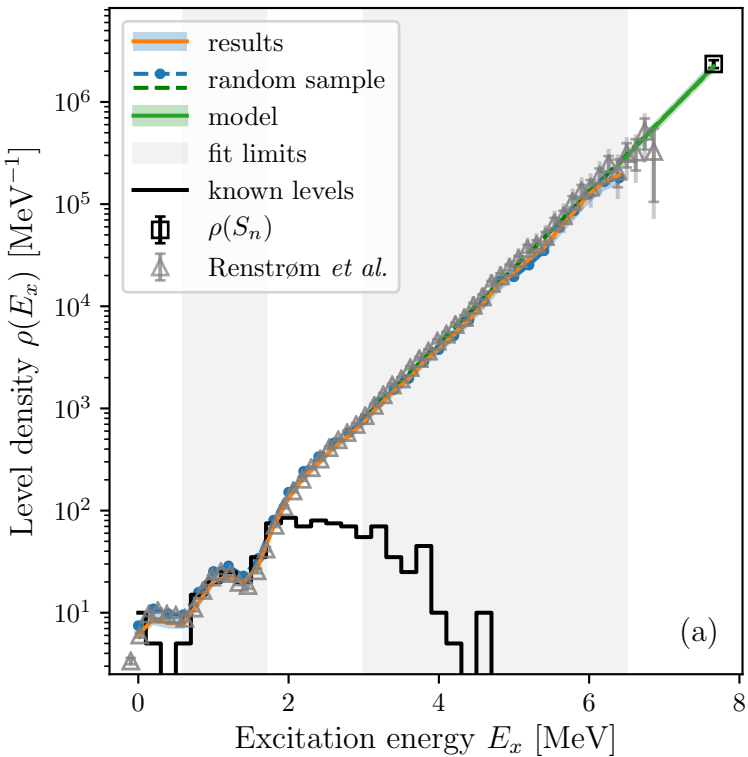 Level density ρ(Eₓ) [MeV⁻¹]
10⁶
10⁵
10⁴
10³
10²
10¹
results
random sample
model
fit limits
known levels
ρ(Sₙ)
Renstrøm et al.
(a)
0 2 4 6 8
Excitation energy Eₓ [MeV]